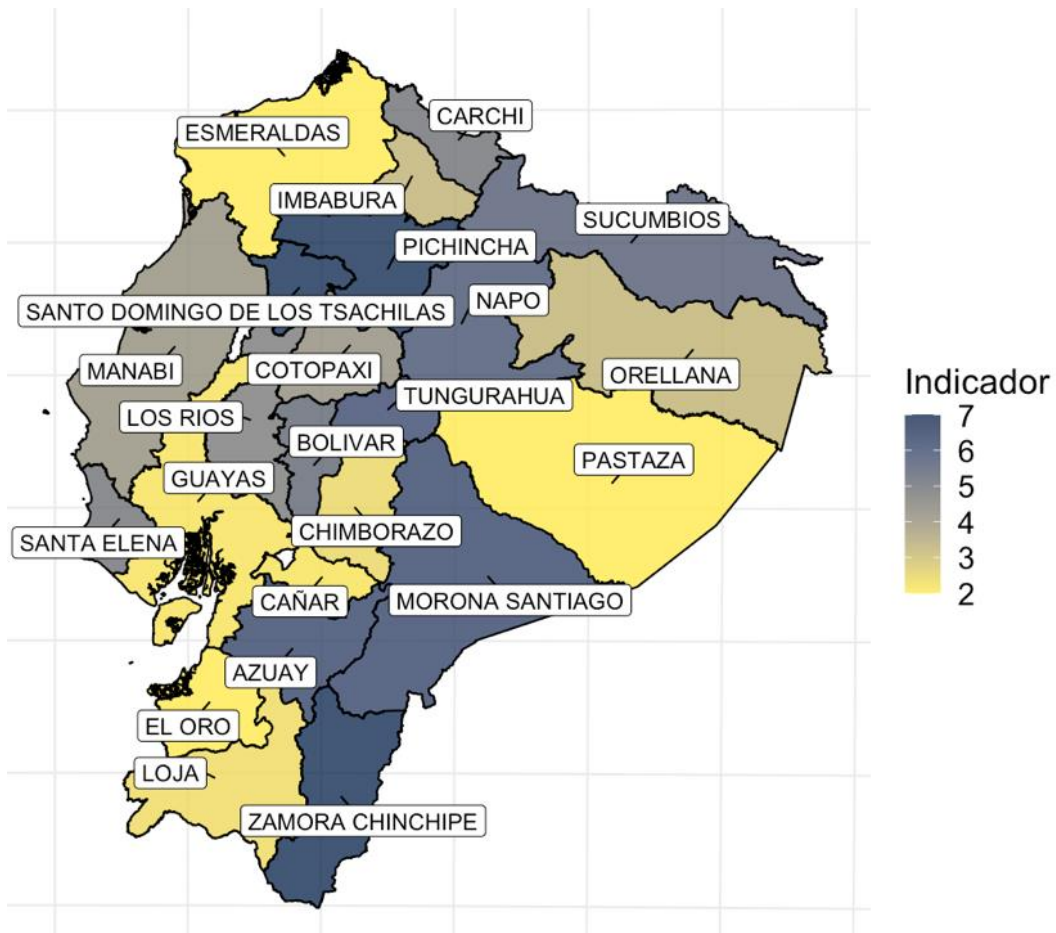 CARCHI
ESMERALDAS
IMBABURA
SUCUMBIOS
PICHINCHA
NAPO
SANTO DOMINGO DE LOS TSACHILAS
MANABI
COTOPAXI
ORELLANA
TUNGURAHUA
LOS RIOS
BOLIVAR
PASTAZA
GUAYAS
CHIMBORAZO
SANTA ELENA
CAÑAR
MORONA SANTIAGO
AZUAY
EL ORO
LOJA
ZAMORA CHINCHIPE
Indicador
7
6
5
4
3
2